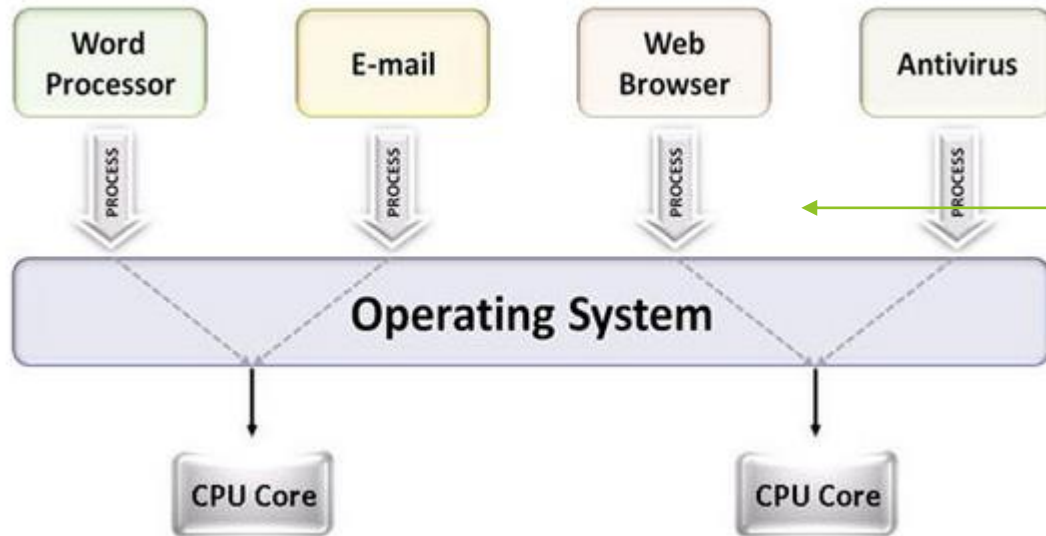 Word
Processor
E-mail
Web
Browser
Antivirus
PROCESS
PROCESS
PROCESS
PROCESS
Operating System
CPU Core
CPU Core